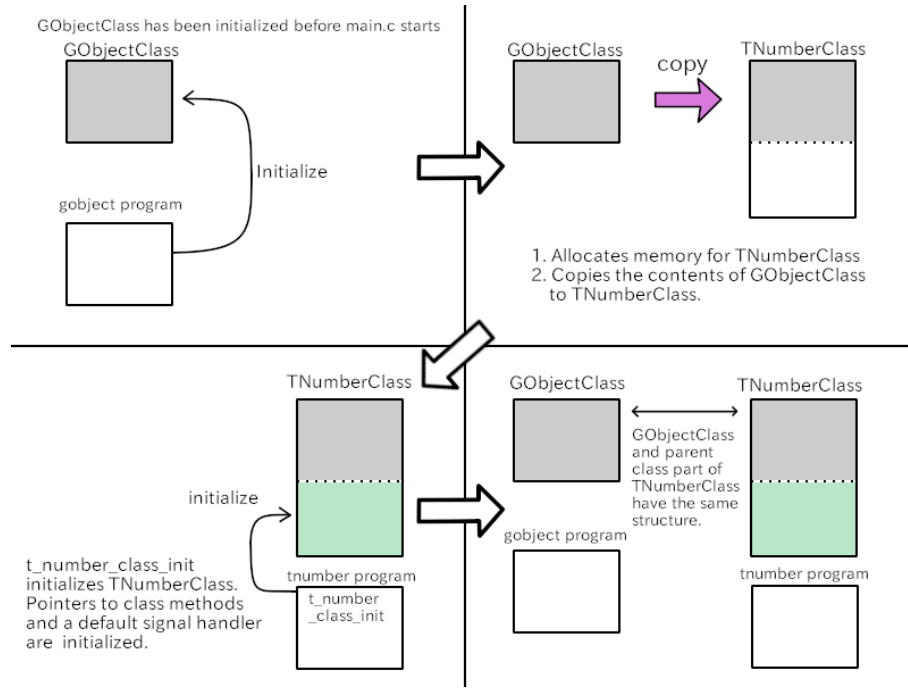 GObjectClass has been initialized before main.c starts
GObjectClass
Initialize
gobject program
GObjectClass
copy
TNumberClass
1. Allocates memory for TNumberClass
2. Copies the contents of GObjectClass
to TNumberClass.
TNumberClass
initialize
t_number_class_init
initializes TNumberClass.
Pointers to class methods
and a default signal handler
are initialized.
tnumber program
t_number
_class_init
GObjectClass
TNumberClass
GObjectClass
and parent
class part of
TNumberClass
have the same
structure.
gobject program
tnumber program